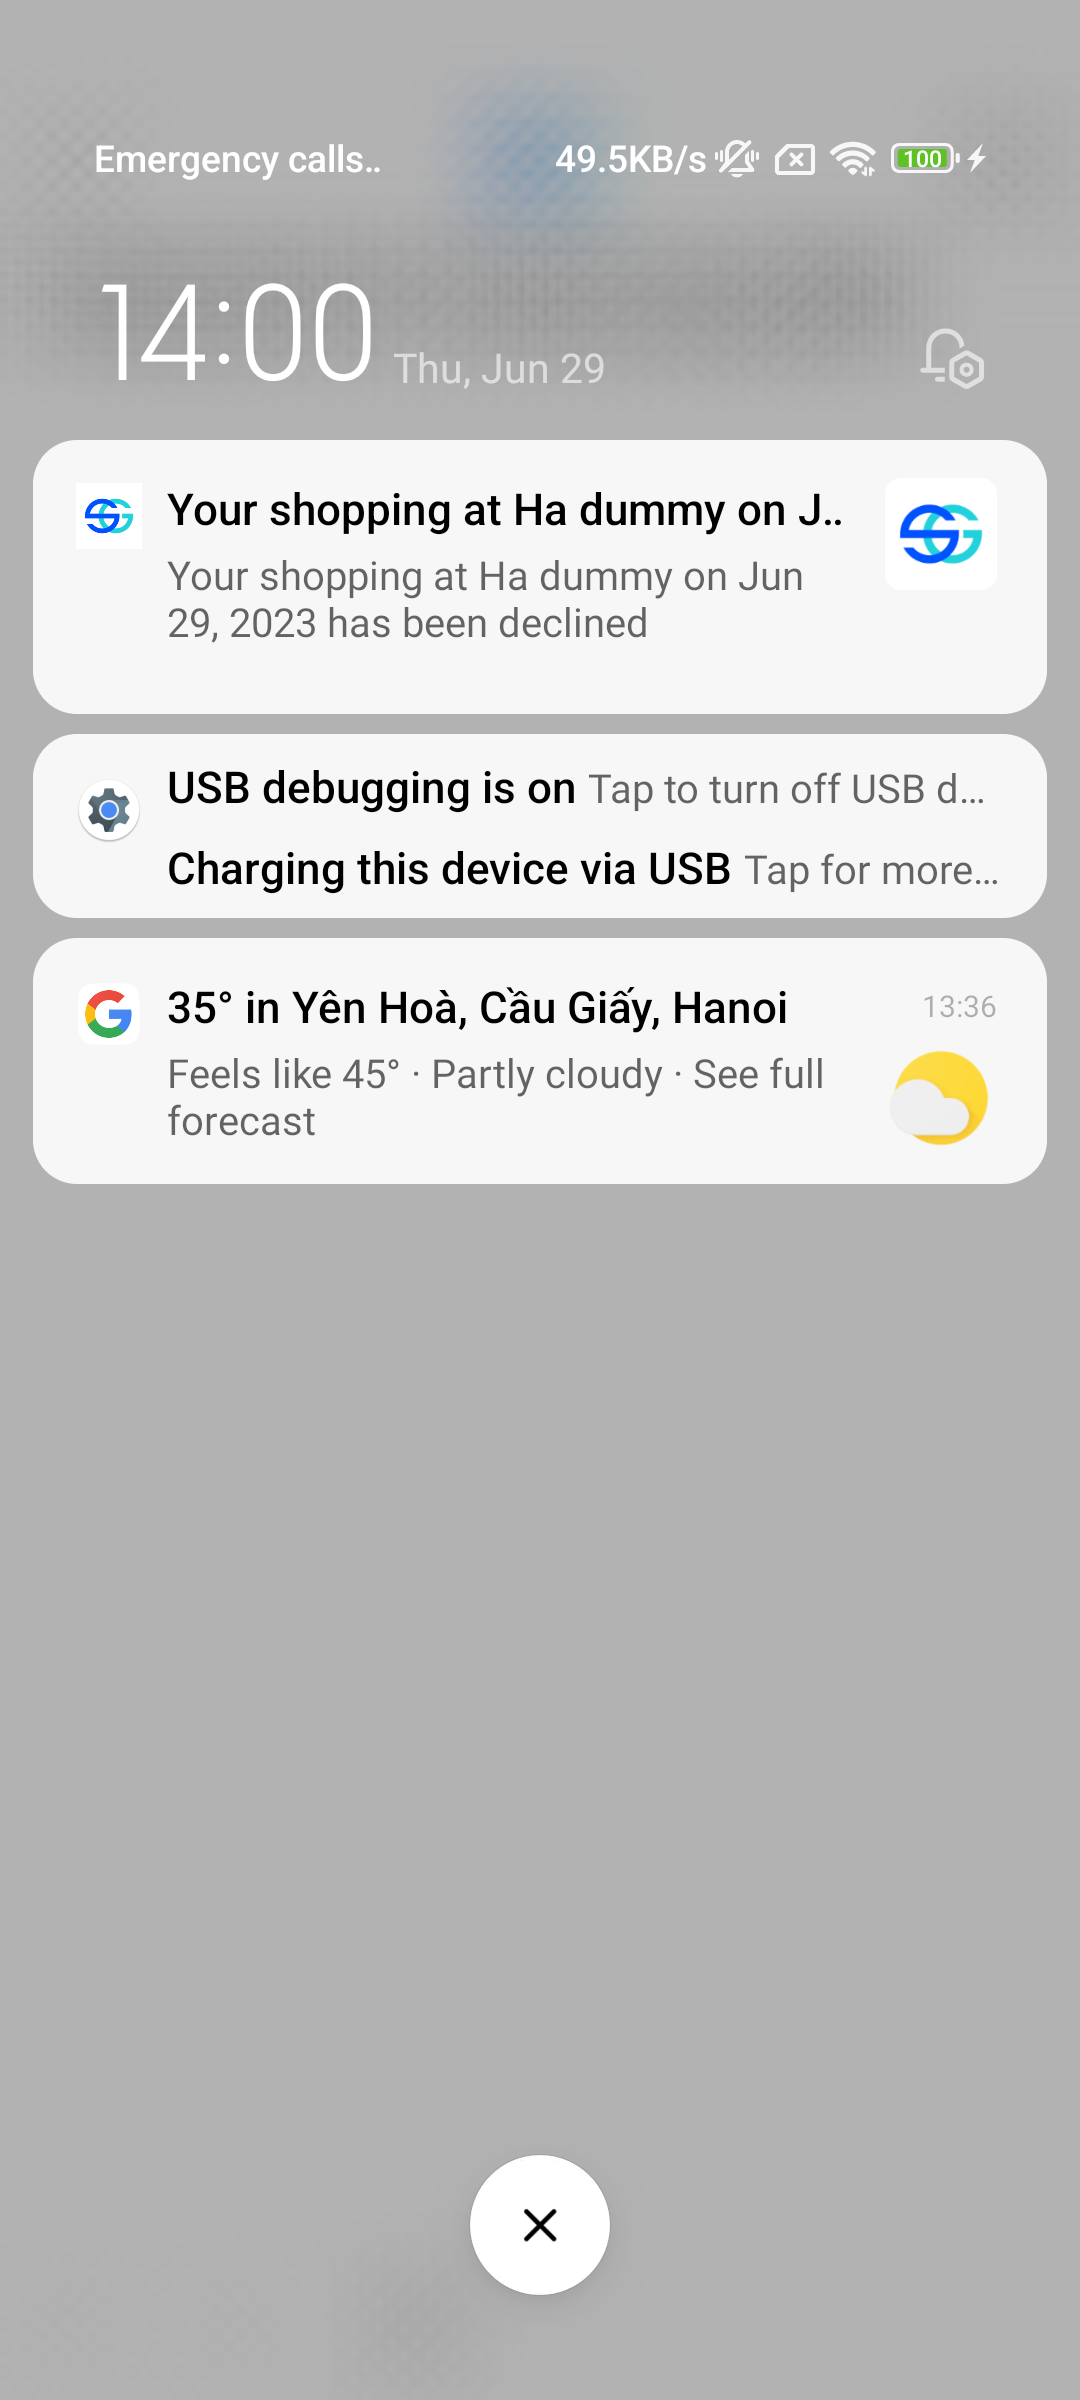 Emergency calls.. 49.5KB/s 100
14:00 Thu, Jun 29
Your shopping at Ha dummy on J..
Your shopping at Ha dummy on Jun
29, 2023 has been declined
USB debugging is on Tap to turn off USB d...
Charging this device via USB Tap for more...
35° in Yên Hoà, Cầu Giấy, Hanoi 13:36
Feels like 45° · Partly cloudy · See full
forecast